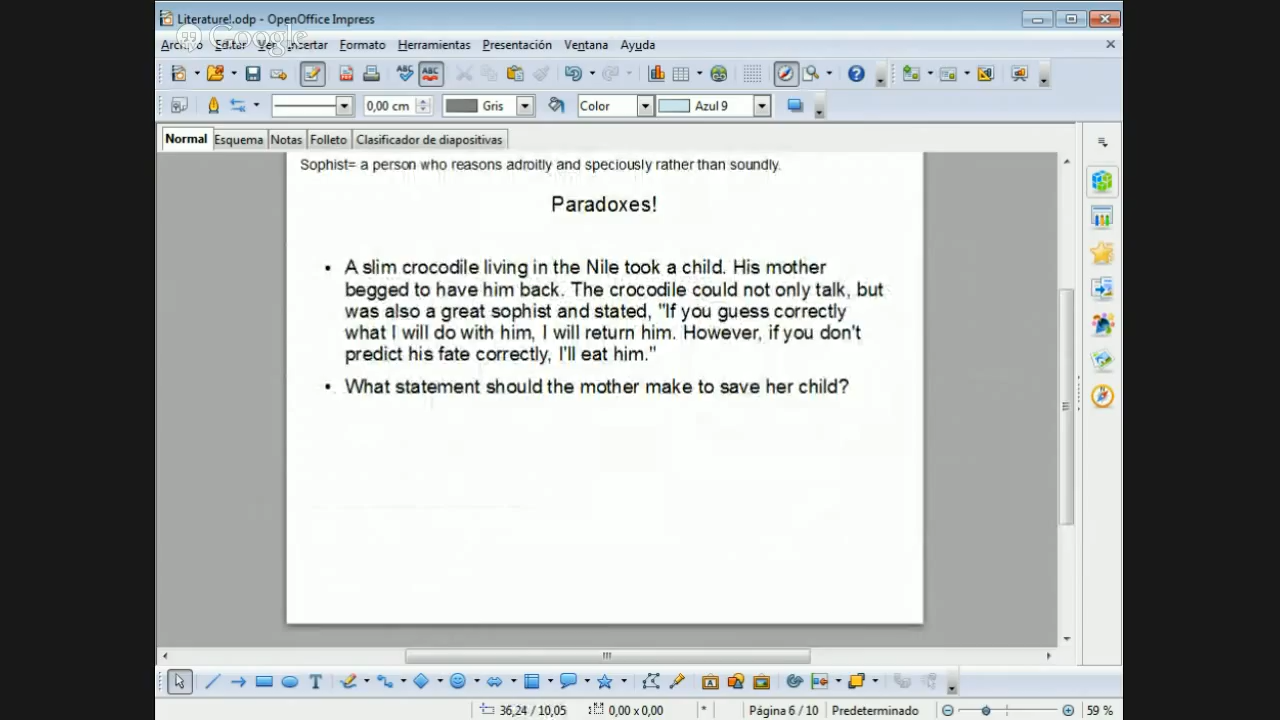 Literature!.odp - OpenOffice Impress
Google
Archivo Editar Ver Insertar Formato Herramientas Presentación Ventana Ayuda
0,00 cm Gris Color Azul 9
Normal Esquema Notas Folleto Clasificador de diapositivas
Sophist= a person who reasons adroitly and speciously rather than soundly.
Paradoxes!
• A slim crocodile living in the Nile took a child. His mother
begged to have him back. The crocodile could not only talk, but
was also a great sophist and stated, "If you guess correctly
what I will do with him, I will return him. However, if you don't
predict his fate correctly, I'll eat him."
• What statement should the mother make to save her child?
36,24 / 10,05 0,00 x 0,00 * Página 6 / 10 Predeterminado 59 %